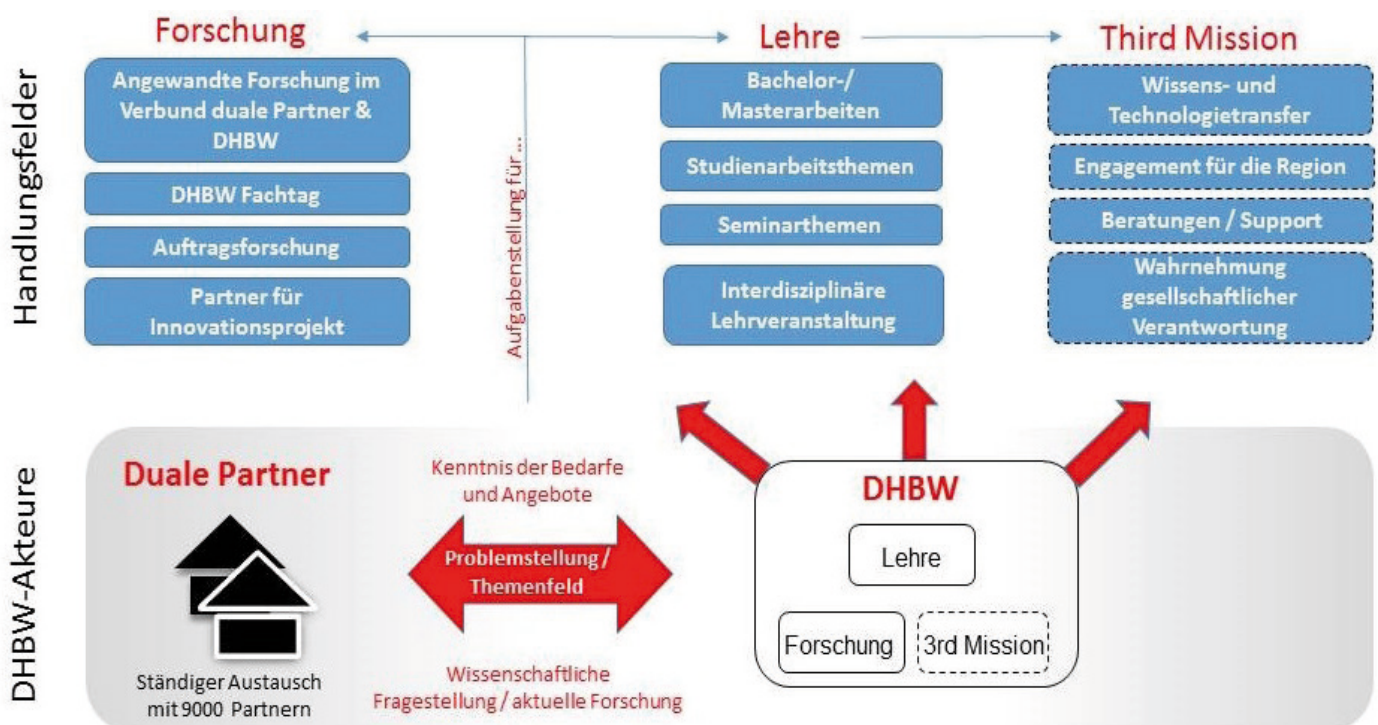 Handlungsfelder
Forschung
Angewandte Forschung im
Verbund duale Partner &
DHBW
DHBW Fachtag
Auftragsforschung
Partner für
Innovationsprojekt
Aufgabenstellung für ...
Lehre
Bachelor-/
Masterarbeiten
Studienarbeitsthemen
Seminarthemen
Interdisziplinäre
Lehrveranstaltung
Third Mission
Wissens- und
Technologietransfer
Engagement für die Region
Beratungen / Support
Wahrnehmung
gesellschaftlicher
Verantwortung
DHBW-Akteure
Duale Partner
Ständiger Austausch
mit 9000 Partnern
Kenntnis der Bedarfe
und Angebote
Problemstellung /
Themenfeld
Wissenschaftliche
Fragestellung / aktuelle Forschung
DHBW
Lehre
Forschung
3rd Mission